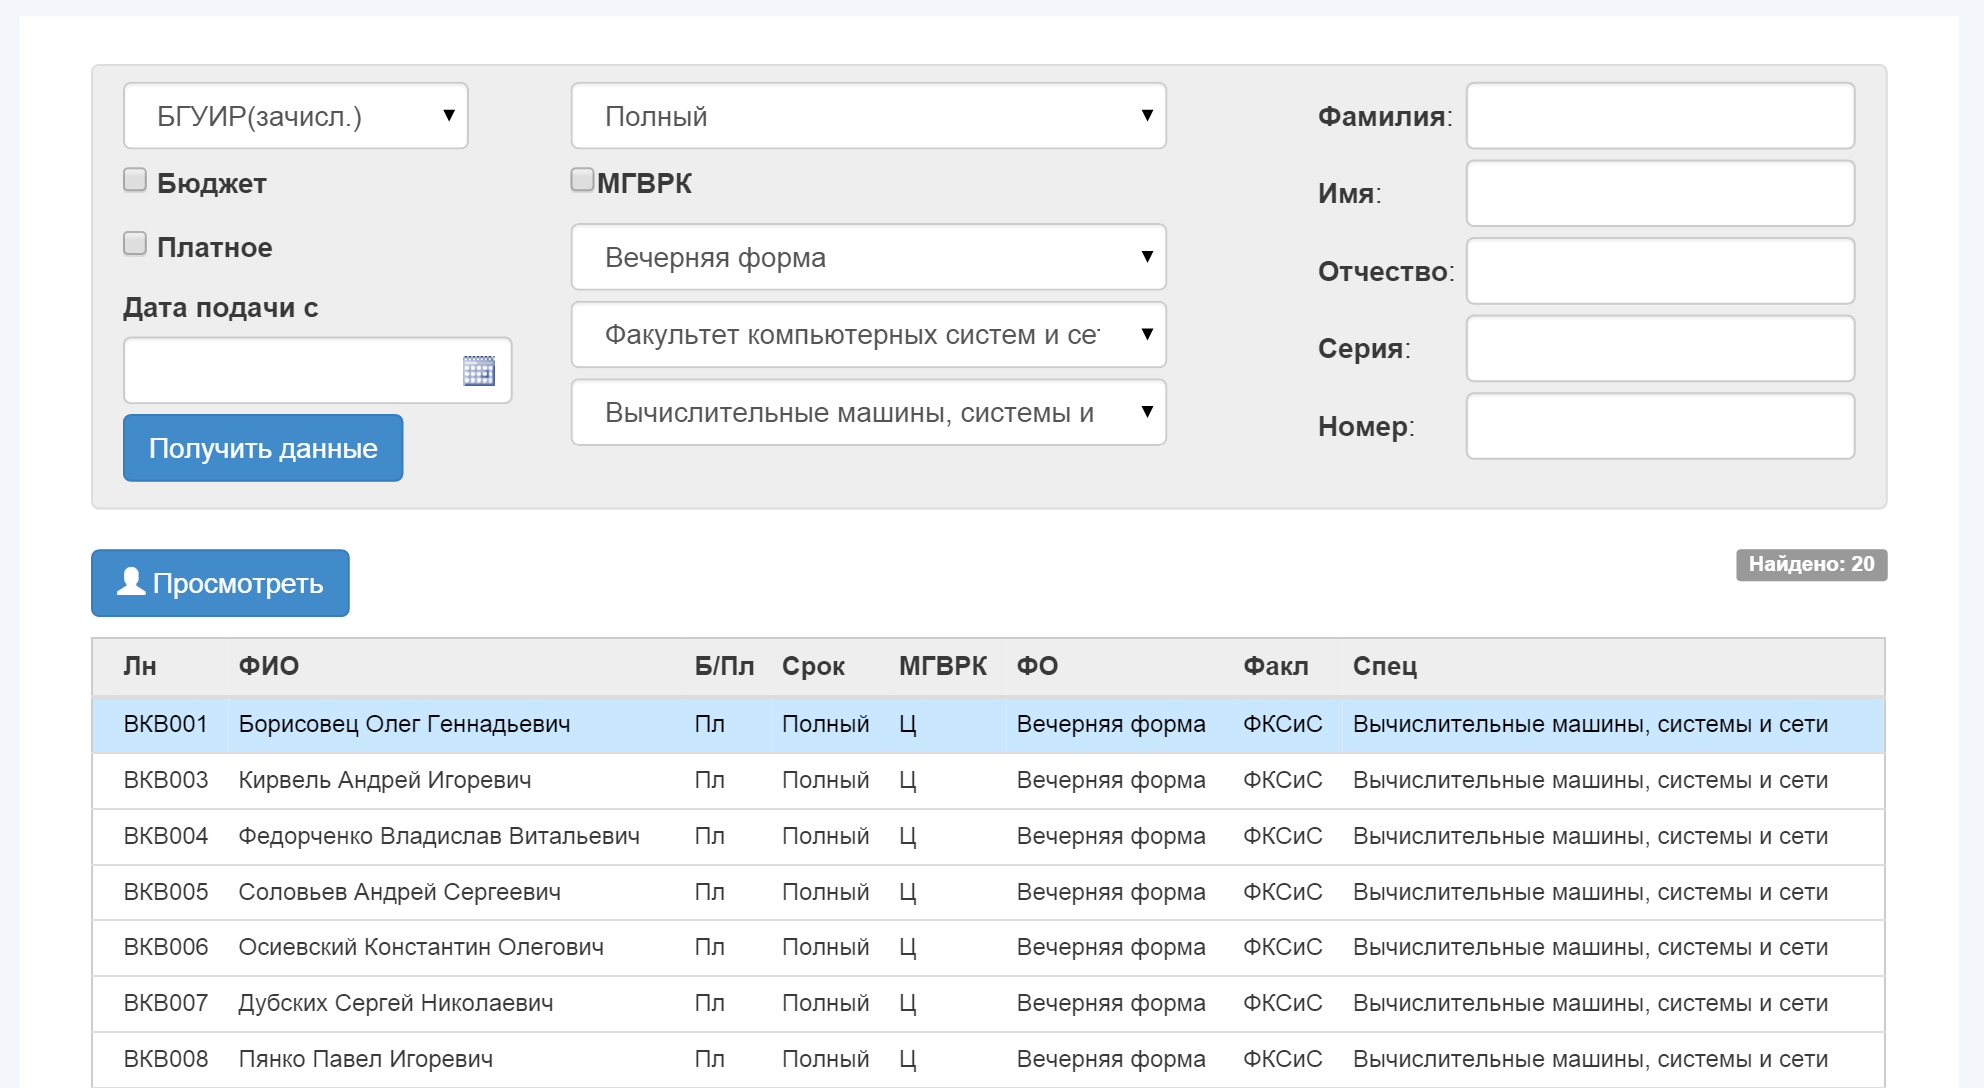 БГУИР(зачисл.)
Бюджет
Платное
Дата подачи с
Получить данные
Полный
МГВРК
Вечерняя форма
Факультет компьютерных систем и се
Вычислительные машины, системы и
Фамилия:
Имя:
Отчество:
Серия:
Номер:
Просмотреть
Найдено: 20
Лн ФИО Б/Пл Срок МГВРК ФО Факл Спец
ВКВ001 Борисовец Олег Геннадьевич Пл Полный Ц Вечерняя форма ФКСиС Вычислительные машины, системы и сети
ВКВ003 Кирвель Андрей Игоревич Пл Полный Ц Вечерняя форма ФКСиС Вычислительные машины, системы и сети
ВКВ004 Федорченко Владислав Витальевич Пл Полный Ц Вечерняя форма ФКСиС Вычислительные машины, системы и сети
ВКВ005 Соловьев Андрей Сергеевич Пл Полный Ц Вечерняя форма ФКСиС Вычислительные машины, системы и сети
ВКВ006 Осиевский Константин Олегович Пл Полный Ц Вечерняя форма ФКСиС Вычислительные машины, системы и сети
ВКВ007 Дубских Сергей Николаевич Пл Полный Ц Вечерняя форма ФКСиС Вычислительные машины, системы и сети
ВКВ008 Пянко Павел Игоревич Пл Полный Ц Вечерняя форма ФКСиС Вычислительные машины, системы и сети